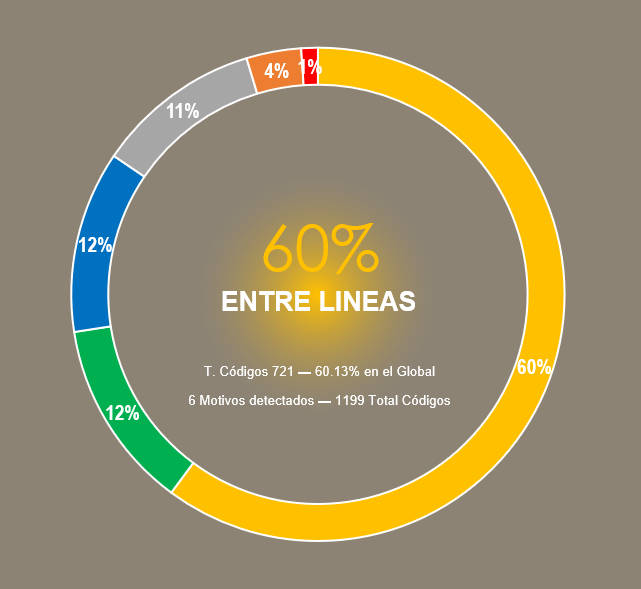 4%
1%
11%
12%
60%
ENTRE LINEAS
60%
T. Códigos 721 — 60.13% en el Global
6 Motivos detectados — 1199 Total Códigos
12%